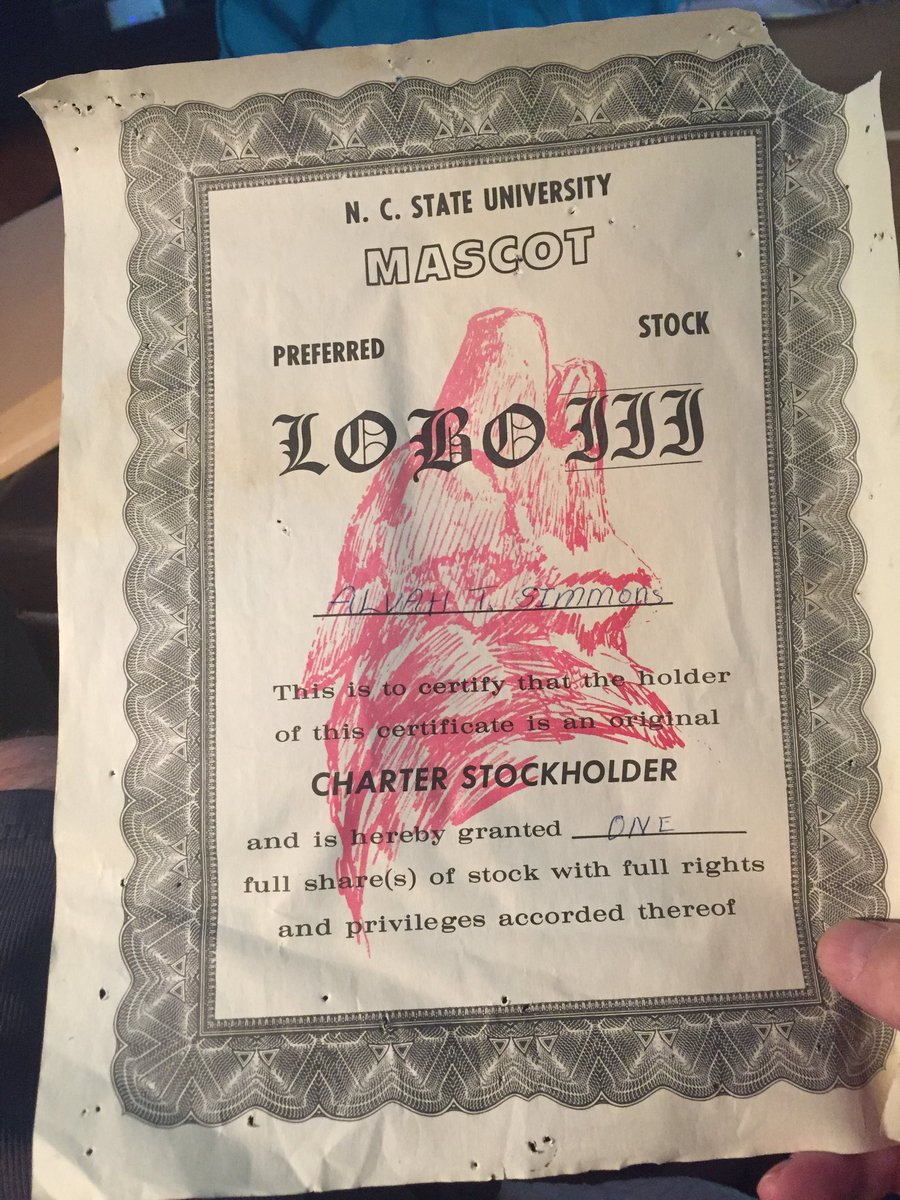 N. C. STATE UNIVERSITY
MASCOT
PREFERRED STOCK
LOBO III
ALVAH T. SIMMONS
This is to certify that the holder
of this certificate is an original
CHARTER STOCKHOLDER
and is hereby granted ONE
full share(s) of stock with full rights
and privileges accorded thereof